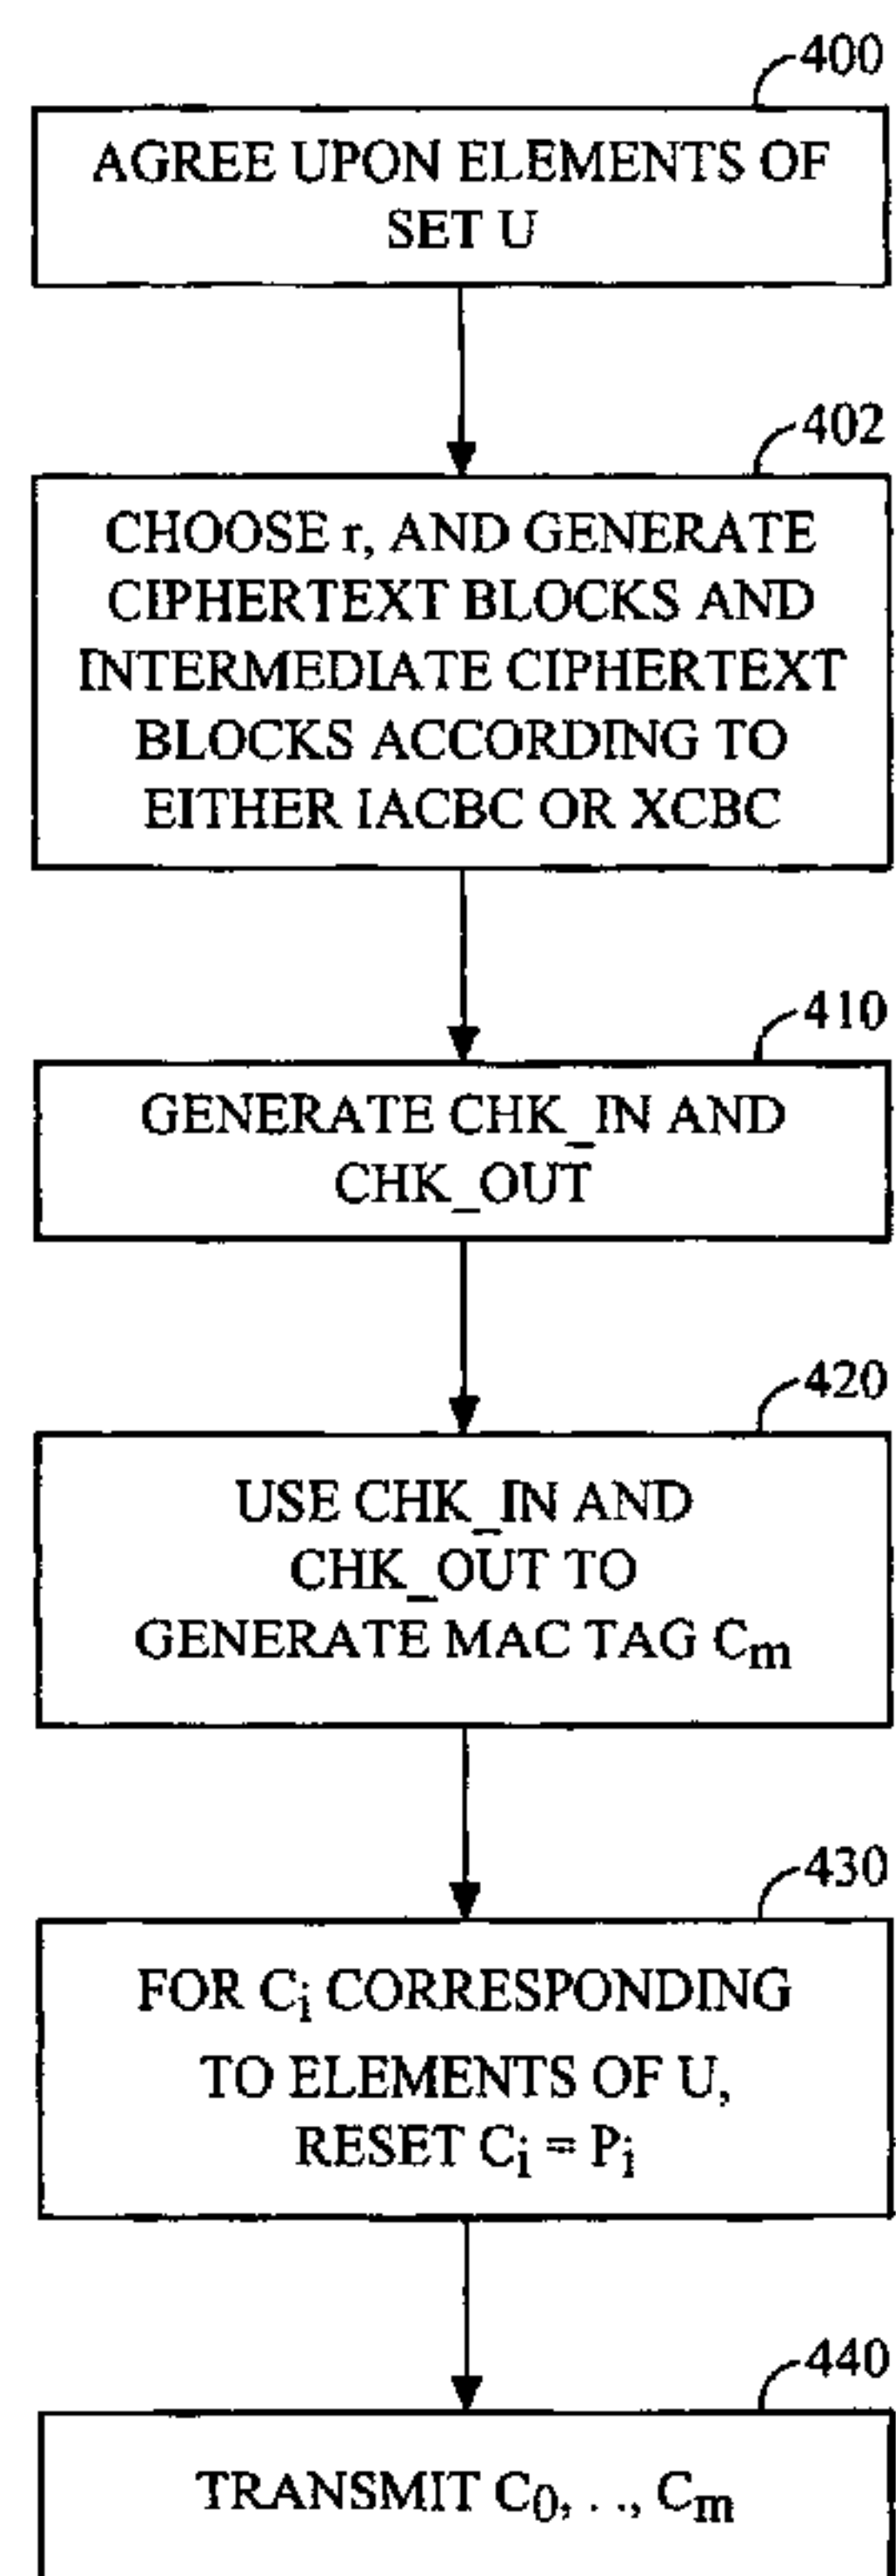 400
AGREE UPON ELEMENTS OF
SET U
402
CHOOSE r, AND GENERATE
CIPHERTEXT BLOCKS AND
INTERMEDIATE CIPHERTEXT
BLOCKS ACCORDING TO
EITHER IACBC OR XCBC
410
GENERATE CHK_IN AND
CHK_OUT
420
USE CHK_IN AND
CHK_OUT TO
GENERATE MAC TAG Cm
430
FOR Ci CORRESPONDING
TO ELEMENTS OF U,
RESET Ci = Pi
440
TRANSMIT C0, . ., Cm